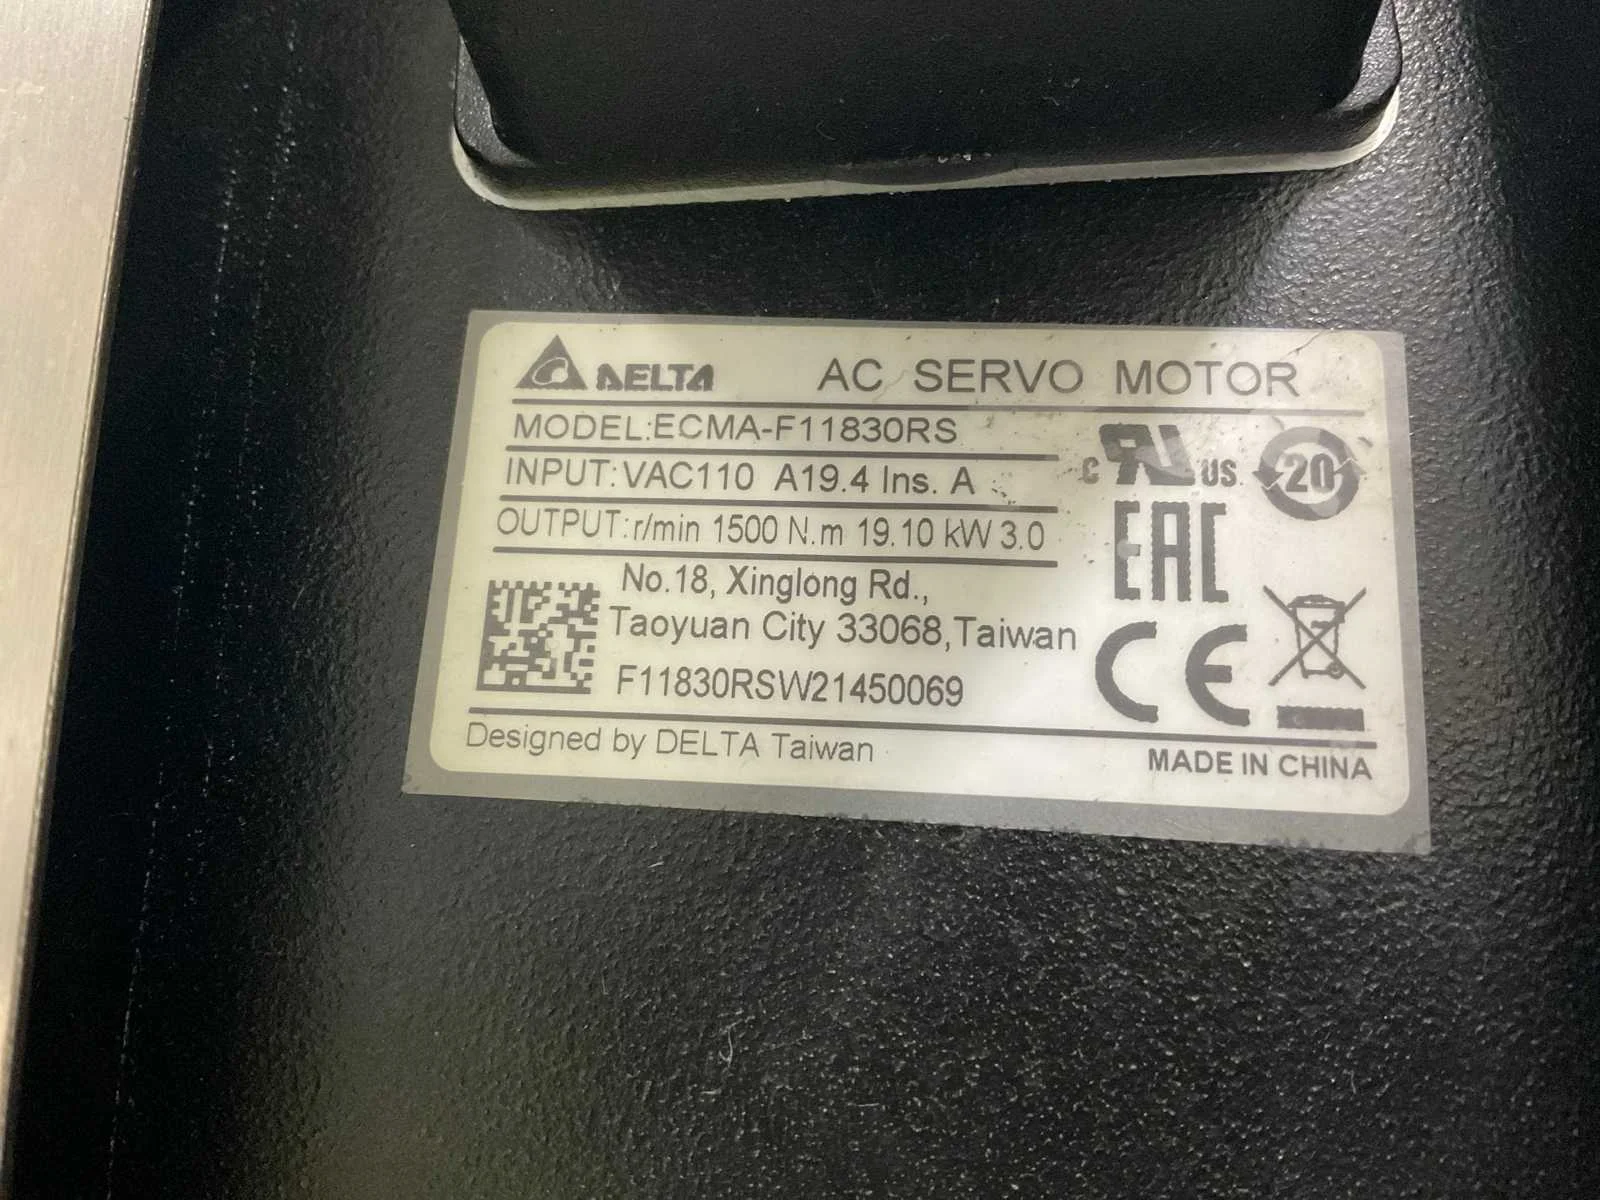 DELTA AC SERVO MOTOR
MODEL:ECMA-F11830RS
INPUT:VAC110 A19.4 Ins. A
OUTPUT:r/min 1500 N.m 19.10 kW 3.0
No.18, Xinglong Rd.,
Taoyuan City 33068,Taiwan
F11830RSW21450069
Designed by DELTA Taiwan
c RU US
20
EAC
CE
MADE IN CHINA